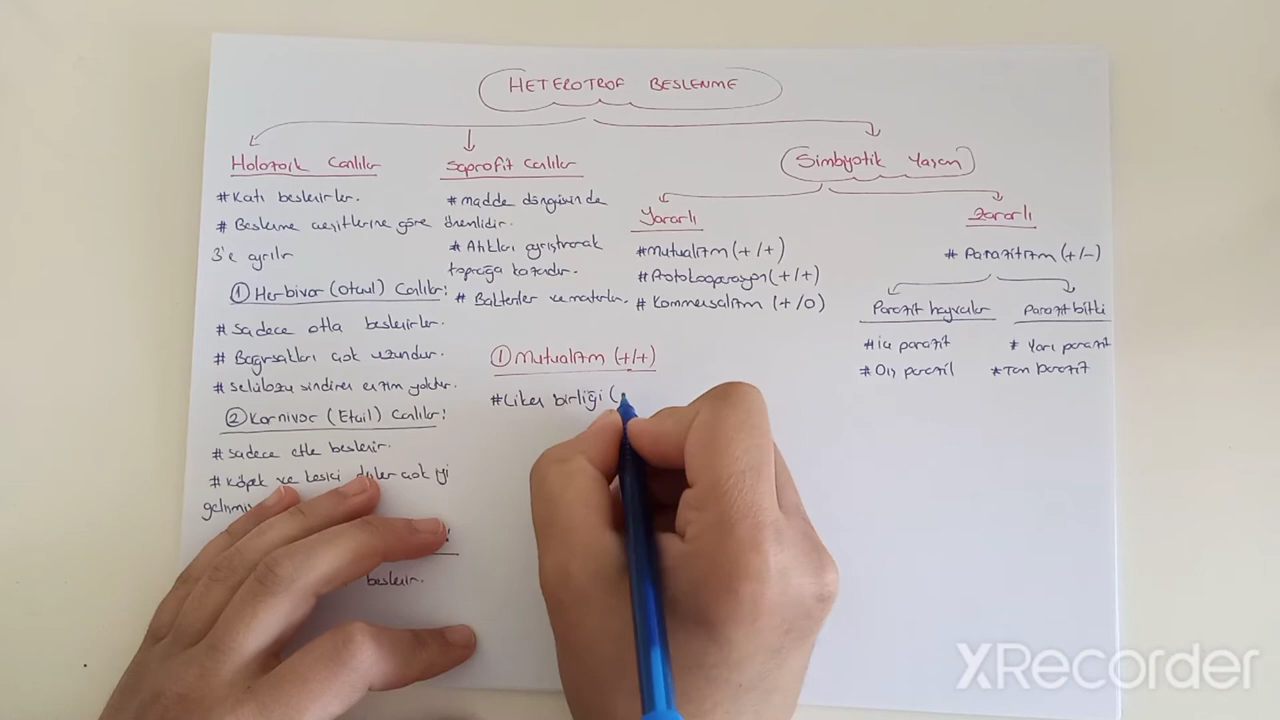 HETEROTROF BESLENME
Holozoik Canlılar
# Katı beslenirler.
# Beslenme çeşitlerine göre
3'e ayrılır
① Herbivor (Otçul) Canlılar:
# Sadece otla beslenirler.
# Bağırsakları çok uzundur.
# Selülozu sindiren enzim yoktur.
② Karnivor (Etçil) Canlılar:
# Sadece etle beslenir.
# Köpek ve kesici dişler çok iyi
gelişmiş
beslenir.
Saprofit Canlılar
# madde döngüsünde
önemlidir.
# Atıkları ayrıştırarak
toprağa kazandır.
# Bakteriler ve mantarlar.
Simbiyotik Yaşam
Yararlı
# Mutualizm (+/+)
# Protokooperasyon (+/+)
# Kommensalizm (+/0)
Zararlı
# Parazitizm (+/-)
Parazit hayvanlar
# iç parazit
# Dış parazit
Parazit bitki
* Yarı parazit
* Tam parazit
① Mutualizm (+/+)
# Liken birliği (
XRecorder